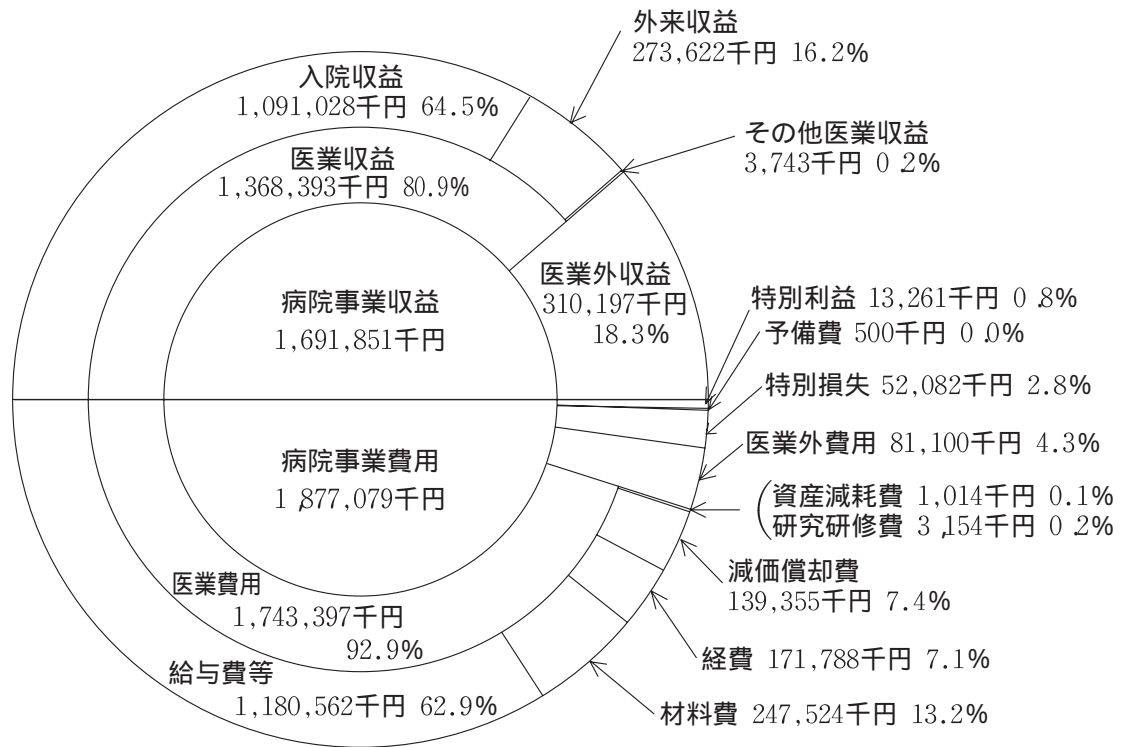 外来収益
273,622千円 16.2%
入院収益
1,091,028千円 64.5%
その他医業収益
3,743千円 0.2%
医業収益
1,368,393千円 80.9%
医業外収益
310,197千円
18.3%
病院事業収益
1,691,851千円
特別利益 13,261千円 0.8%
予備費 500千円 0.0%
特別損失 52,082千円 2.8%
医業外費用 81,100千円 4.3%
病院事業費用
1,877,079千円
資産減耗費 1,014千円 0.1%
研究研修費 3,154千円 0.2%
減価償却費
139,355千円 7.4%
医業費用
1,743,397千円
92.9%
経費 171,788千円 7.1%
給与費等
1,180,562千円 62.9%
材料費 247,524千円 13.2%